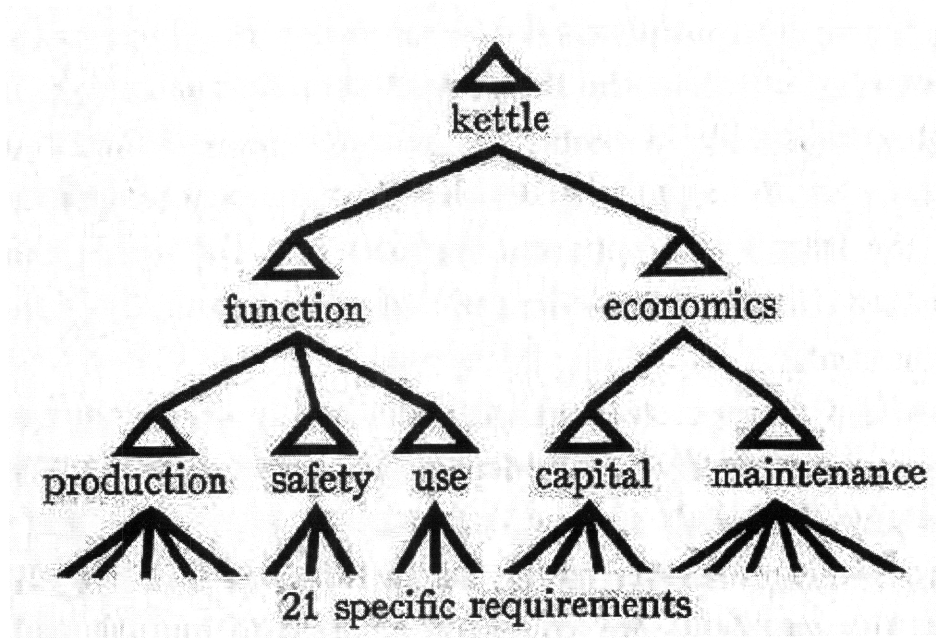 kettle
function economics
production safety use capital maintenance
21 specific requirements